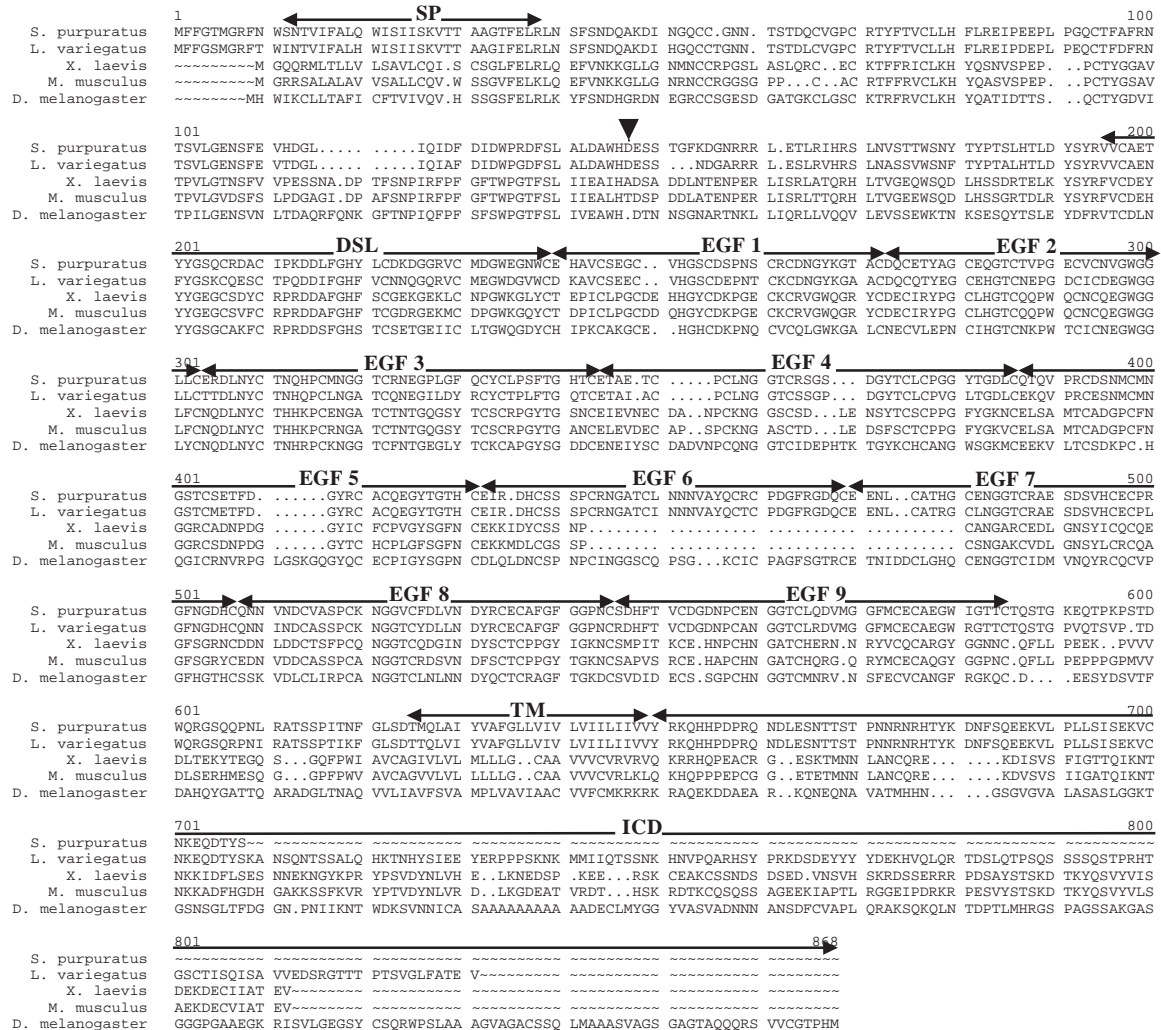 1 SP 100
S. purpuratus MFFGTMGRFN WSNTVIFALQ WISIISKVTT AAGTFELRLN SFSNDQAKDI NGQCC.GNN. TSTDQCVGPC RTYFTVCLLH FLREIPEEPL PGQCTFAFRN
L. variegatus MFFGSMGRFT WINTVIFALH WISIISKVTT AAGIFELRLN SFSNDQAKDI HGQCCTGNN. TSTDLCVGPC RTYFTVCLLH FLREIPDEPL PEQCTFDFRN
X. laevis ~~~~~~~~~M GQQRMLTLLV LSAVLCQI.S CSGLFELRLQ EFVNKKGLLG NMNCCRPGSG LASLQRC..EC KTFFRICLKH YQSNVSPEP. ..PCTYGGAV
M. musculus ~~~~~~~~~M GRRSALALAV VSALLCQV.W SSGVFELKLQ EFVNKKGLLG NRNCCRGGSG PP...C..AC RTFFRVCLKH YQASVSPEP. ..PCTYGSAV
D. melanogaster ~~~~~~~~MH WIKCLLTAFI CFTVIVQV.H SSGSFELRLK YFSNDHGRDN EGRCCSGESD GATGKCLGSC KTRFRVCLKH YQATIDTTS. ..QCTYGDVI
101 200
S. purpuratus TSVLGENSFE VHDGL..... .....IQIDF DIDWPRDFSL ALDAWHDESS TGFKDGNRRR L.ETLRIHRS LNVSTTWSNY TYPTSLHTLD YSYRVVCAET
L. variegatus TSVLGENSFE VTDGL..... .....IQIAF DIDWPGDFSL ALDAWHDESS ...NDGARRR L.ESLRVHRS LNASSVGWNF TYPTALHTLD YSYRVVCAEN
X. laevis TPVLGTNSFV VPESSNA.DP TFSNPIRFPF GFTWPGTFSL IIEAIHADSA DDLNTENPER LISRLATQRH LTVGEQWSQD LHSSDRTELK YSYRFVCDEY
M. musculus TPVLGVDSFS LPDGAGI.DP AFSNPIRFPF GFTWPGTFSL IIEALHTDSP DDLATENPER LISRLTTQRH LTVGEEWSQD LHSSGRTDLR YSYRFVCDEH
D. melanogaster TPILGENSVN LTDAQRFQNK GFTNPIQFPF SFSWPGTFSL IVEAWH.DTN NSGNARTNKL L.IQRLLVQQV LEVSSEWKTN KSESQYTSLE YDFRVTCDLN
201 DSL EGF 1 EGF 2 300
S. purpuratus YYGSQCRDAC IPKDDLFGHY LCDKDGGRVC MDGWEGNWCE HAVCSEGC.. VHGSCDSPNS CRCDNGYKGT ACDQCETYAG CEQGTCTVPG ECVCNVGWGG
L. variegatus FYGSKCQESC TPQDDIFGHF VCNNQGQRVC MEGWDGVWCD KAVCSEEC.. VHGSCDEPNT CKCDNGYKGA ACDQCQTYEG CEHGTCNEPG DCICDEGWGG
X. laevis YYGEGCSDYC RPRDDAFGHF SCGEKGEKLC NPGWKGLYCT EPICLPGCDE HHGYCDKPGE CKCRVGWQGR YCDECIRYPG CLHGTCQQPW QCNCQEGWGG
M. musculus YYGEGCSVFC RPRDDAFGHF TCGDRGEKMC DPGWKGQYCT DPICLPGCDD QHGYCDKPGE CKCRVGWQGR YCDECIRYPG CLHGTCQQPW QCNCQEGWGG
D. melanogaster YYGSGCAKFC RPRDDSFGHS TCSETGEIIC LTGWQGDYCH IPKCAKGCE. .HGHCDKPNQ CVCQLGWKGA LCNECVLEPN CIHGTCNKPW TCICNEGWGG
301 EGF 3 EGF 4 400
S. purpuratus LLCERDLNYC TNQHPCMNGG TCRNEGPLGF QCYCLPSFTG HTCETAE.TC .....PCLNG GTCRSGS..D GYTCLCPGGY TGDLCQTQV PRCDSNMCMN
L. variegatus LLCTTDLNYC TNHQPCLNGA TCQNEGILDY RCYCTPLFTG QTCETAI.AC .....PCLNG GTCSSGP..D GYTCLCPVG LTGDLCEKQV PRCESNMCMN
X. laevis LFCNQDLNYC THHKPCENGA TCTNTGQGSY TCSCRPGYTG SNCEIEVNEC DA..NPCKNG GSCSD..LE NSYTCSCPPG FYGKNCELSA MTCADGPCFN
M. musculus LFCNQDLNYC THHKPCRNGA TCTNTGQGSY TCSCRPGYTG ANCELEVDEC AP..SPCKNG ASCTD..LE DSFSCTCPPG FYGKVCELSA MTCADGPCFN
D. melanogaster LYCNQDLNYC TNHRPCKNGG TCFNTGEGLY TCKCAPGYSG DDCENEIYSC DADVNPCQNG GTCIDEPHTK TGYKCHCANG WSGKMCEEKV LTCSDKPC.H
401 EGF 5 EGF 6 EGF 7 500
S. purpuratus GSTCSETFD. ......GYRC ACQEGYTGTH CEIR.DHCSS SPCRNGATCL NNNVAYQCRC PDGFRGDQCE ENL..CATHG CENGGTCRAE SDSVHCECPR
L. variegatus GSTCMETFD. ......GYRC ACQEGYTGTH CEIR.DHCSS SPCRNGATCI NNNVAYQCTC PDGFRGDQCE ENL..CATRG CLNGGTCRAE SDSVHCECPL
X. laevis GGRCADNPDG ......GYIC FCPVGYSGFN CEKKIDYCSS NP........ .......... .......... .......... CANGARCEDL GNSYICQCQE
M. musculus GGRCSDNPDG ......GYTC HCPLGFSGFN CEKKMDLCGS SP........ .......... .......... .......... CSNGAKCVDL GNSYLCRCQA
D. melanogaster QGICRNVRPG LGSKGQGYQC ECPIGYSGPN CDLQLDNCSP NPCINGGSCQ PSG...KCIC PAGFSGTRCE TNIDDCLGHQ CENGGTCIDM VNQYRCQCVP
501 EGF 8 EGF 9 600
S. purpuratus GFNGDHCQNN VNDCVASPCK NGGVCFDLVN DYRCECAFGF GGPNCSDHFT VCDGDNPCEN GGTCLQDVMG GFMCECAEGW IGTTCTQSTG KEQTPKPSTD
L. variegatus GFNGDHCQNN INDCASSPCK NGGTCYDLLN DYRCECAFGF GGPNCRDHFT VCDGDNPCAN GGTCLRDVMG GFMCECAEGW RGTTCTQSTG PVQTSVP.TD
X. laevis GFSGRNCDDN LDDCTSFPCQ NGGTCQDGIN DYSCTCPPGY IGKNCSMPIT KCE.HNPCHN GATCHERN.N RYVCQCARGY GGNNC.QFLL PEEK..PVVV
M. musculus GFSGRYCEDN VDDCASSPCA NGGTCRDSVN DFSCTCPPGY TGKNCSAPVS RCE.HAPCHN GATCHQRG.Q RYMCECAQGY GGPNC.QFLL PEPPPGPMVV
D. melanogaster GFHGTHCSSK VDLCLIRPCA NGGTCLNLNN DYQCTCRAGF TGKDCSVDID ECS.SGPCHN GGTCMNRV.N SFECVCANGF RGKQC.D... .EESYDSVTF
601 TM 700
S. purpuratus WQRGSQQPNL RATSSPITNF GLSDTMQLAI YVAFGLLVIV LVIILIIVVY RKQHHPDPRQ NDLESNTTST PNNRNRHTYK DNFSQEEKVL PLLSISEKVC
L. variegatus WQRGSQRPNI RATSSPTIKF GLSDTTQLVI YVAFGLLVIV LVIILIIVVY RKQHHPDPRQ NDLESNTTST PNNRNRHTYK DNFSQEEKVL PLLSISEKVC
X. laevis DLTEKYTEGQ S...GQFPWI AVCAGIVLVL MLLLG..CAA VVVCVRVRVQ KRRHQPEACR G..ESKTMNN LANCQRE... ...KDISVSF IGTTQIKNT
M. musculus DLSERHMESQ G...GPFPWV AVCAGVVLVL LLLLG..CAA VVVCVRLKLQ KHQPPPEPCG G..ETETMNN LANCQRE... ...KDVSVSI IGATQIKNT
D. melanogaster DAHQYGATTQ ARADGLTNAQ VVLIAVFSVA MPLVAVIAAC VVFCMKRKRK RAQEKDDAEA R..KQNEQNA VATMHHN... ..GSGVGVA LASASLGGKT
701 ICD 800
S. purpuratus NKEQDTYS~~ ~~~~~~~~~~ ~~~~~~~~~~ ~~~~~~~~~~ ~~~~~~~~~~ ~~~~~~~~~~ ~~~~~~~~~~ ~~~~~~~~~~ ~~~~~~~~~~ ~~~~~~~~~~
L. variegatus NKEQDTYSKA NSQNTSSALQ HKTNHYSIEE YERPPPSKNK MMIIQTSSNK HNVPQARHSY PRKDSDEYYY YDEKHVQLQR TDSLQTPSQS SSSQSTPRHT
X. laevis NKKIDFLSES NNEKNGYKPR YPSVDYNLVH E..LKNEDSP .KEE..RSK CEAKCSSNDS DSED.VNSVH SKRDSSERRR PDSAYSTSKD TKYQSVYVIS
M. musculus NKKADFHGDH GAKKSSFKVR YPTVDYNLVR D..LKGDEAT VRDT..HSK RDTKCQSQSS AGEEKIAPTL RGGEIPDRKR PESVYSTSKD TKYQSVYVLS
D. melanogaster GSNSGLTFDG GN.PNIIKNT WDKSVNNICA SAAAAAAAAA AADECLMYGG YVASVADNNN ANSDFCVAPL QRAKSQKQLN TDPTLMHRGS PAGSSAKGAS
801 868
S. purpuratus ~~~~~~~~~~ ~~~~~~~~~~ ~~~~~~~~~~ ~~~~~~~~~~ ~~~~~~~~~~ ~~~~~~~~~~ ~~~~~~~~
L. variegatus GSCTISQISA VVEDSRGTTT PTSVGLFATE V~~~~~~~~~ ~~~~~~~~~~ ~~~~~~~~~~ ~~~~~~~~
X. laevis DEKDECIIAT EV~~~~~~~~ ~~~~~~~~~~ ~~~~~~~~~~ ~~~~~~~~~~ ~~~~~~~~~~ ~~~~~~~~
M. musculus AEKDECVIAT EV~~~~~~~~ ~~~~~~~~~~ ~~~~~~~~~~ ~~~~~~~~~~ ~~~~~~~~~~ ~~~~~~~~
D. melanogaster GGGPGAAEGK RISVLGEGSY CSQRWPSLAA AGVAGACSSQ LMAAASVAGS GAGTAQQQRS VVCGTPHM